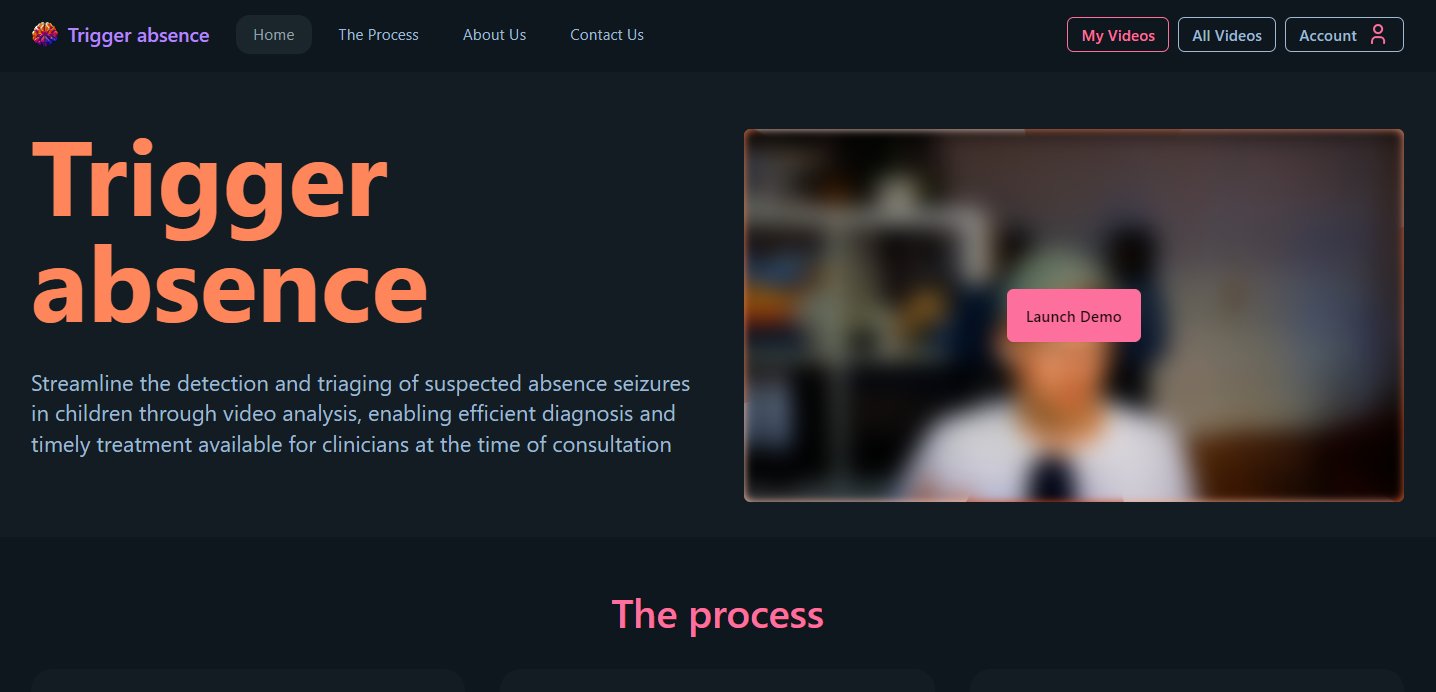 Trigger absence
Home
The Process
About Us
Contact Us
My Videos
All Videos
Account
Trigger
absence
Streamline the detection and triaging of suspected absence seizures
in children through video analysis, enabling efficient diagnosis and
timely treatment available for clinicians at the time of consultation
Launch Demo
The process